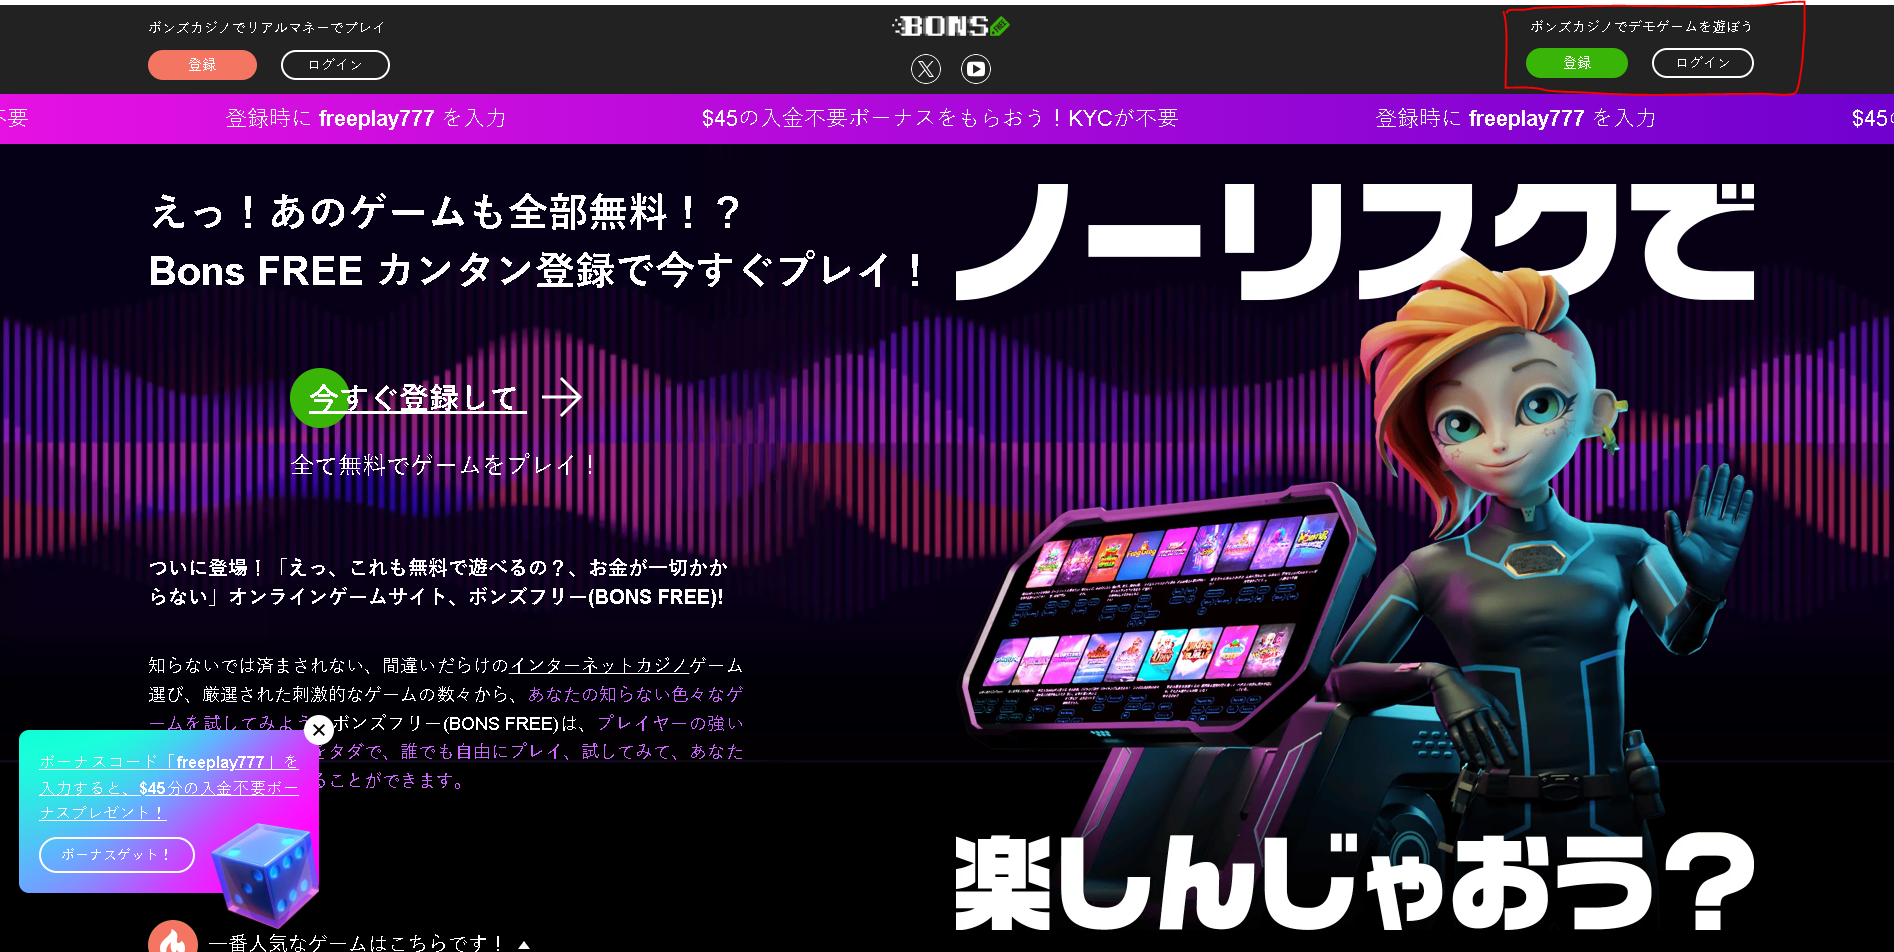 ボンズカジノでリアルマネーでプレイ
登録
ログイン
BONS
FREE
ボンズカジノでデモゲームを遊ぼう
登録
ログイン
不要
登録時に freeplay777 を入力
$45の入金不要ボーナスをもらおう！KYCが不要
登録時に freeplay777 を入力
$45の
えっ！あのゲームも全部無料！？
Bons FREE カンタン登録で今すぐプレイ！
今すぐ登録して
全て無料でゲームをプレイ！
ノーリスクで
ついに登場！「えっ、これも無料で遊べるの？、お金が一切かか
らない」オンラインゲームサイト、ボンズフリー(BONS FREE)!
知らないでは済まされない、間違いだらけのインターネットカジノゲーム
選び、厳選された刺激的なゲームの数々から、あなたの知らない色々なゲ
ームを試してみよう
ボンズフリー(BONS FREE)は、プレイヤーの強い
をタダで、誰でも自由にプレイ、試してみて、あなた
ることができます。
ボーナスコード「freeplay777」を
入力すると、$45分の入金不要ボー
ナスプレゼント！
ボーナスゲット！
楽しんじゃおう？
一番人気なゲームはこちらです！